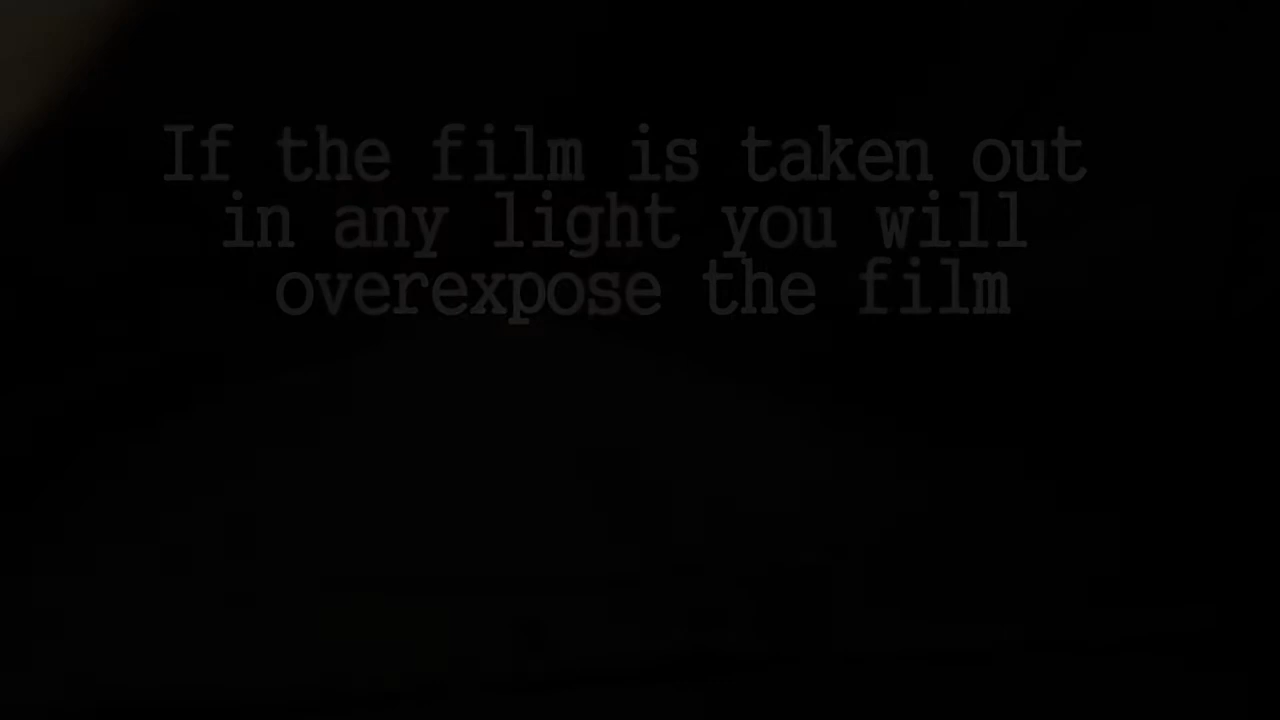 If the film is taken out
in any light you will
overexpose the film